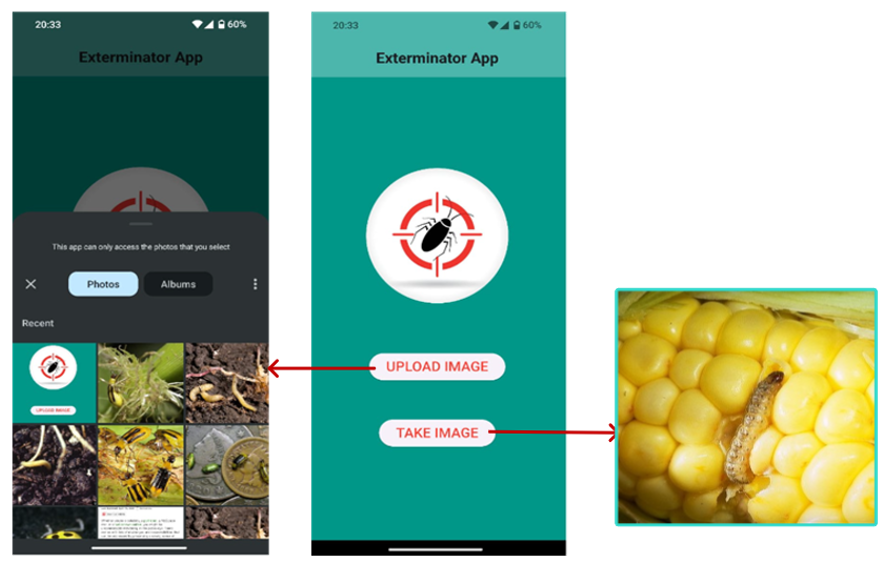 20:33
60%
Exterminator App
This app can only access the photos that you select
Photos
Albums
Recent
UPLOAD IMAGE
20:33
60%
Exterminator App
UPLOAD IMAGE
TAKE IMAGE